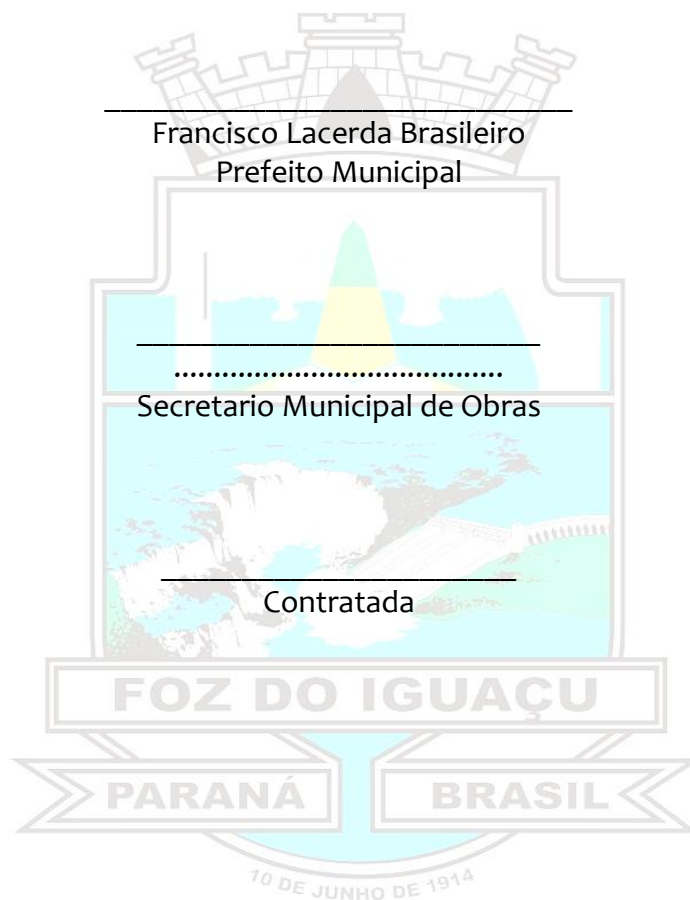 Francisco Lacerda Brasileiro
Prefeito Municipal
........................................
Secretario Municipal de Obras
Contratada
FOZ DO IGUAÇU
PARANÁ BRASIL
10 DE JUNHO DE 1914